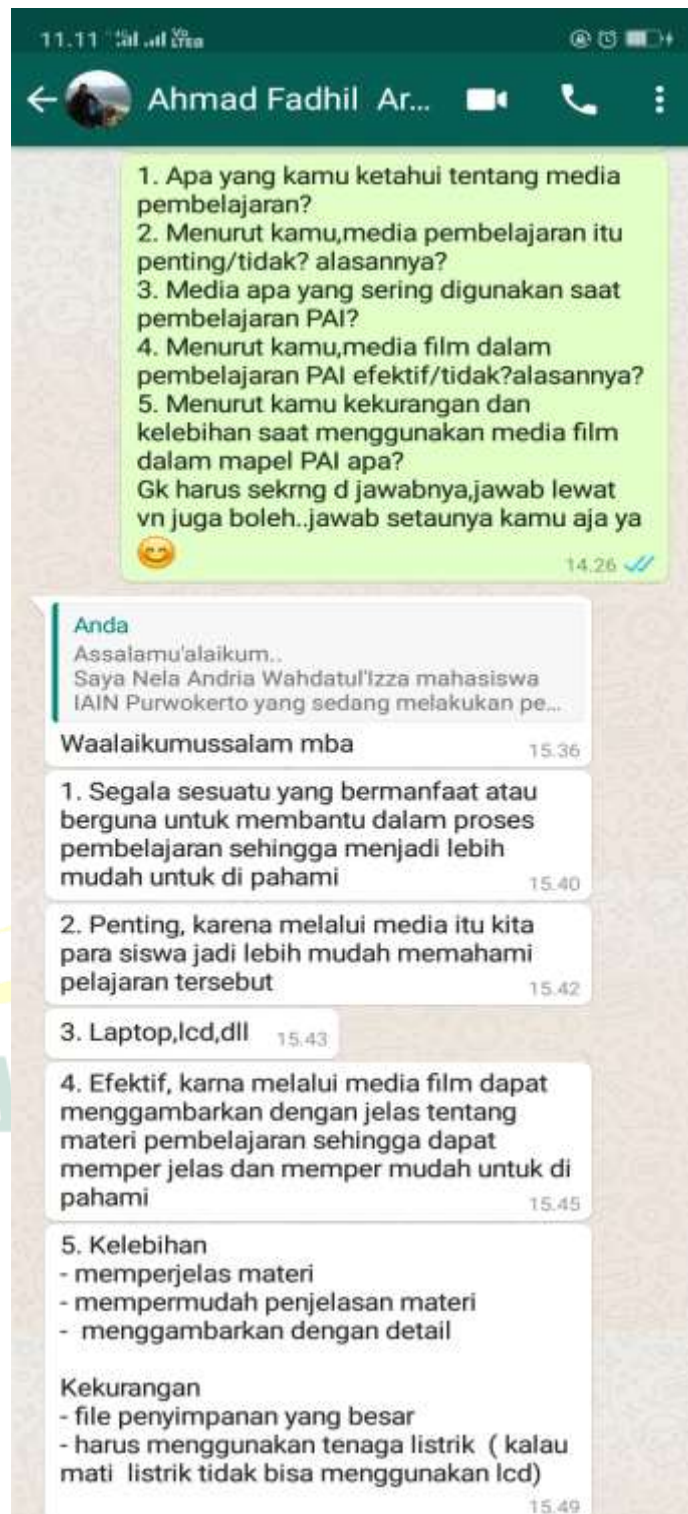 11.11
Ahmad Fadhil Ar...
1. Apa yang kamu ketahui tentang media
pembelajaran?
2. Menurut kamu,media pembelajaran itu
penting/tidak? alasannya?
3. Media apa yang sering digunakan saat
pembelajaran PAI?
4. Menurut kamu,media film dalam
pembelajaran PAI efektif/tidak?alasannya?
5. Menurut kamu kekurangan dan
kelebihan saat menggunakan media film
dalam mapel PAI apa?
Gk harus sekrng d jawabnya,jawab lewat
vn juga boleh..jawab setaunya kamu aja ya
😊
14.26
Anda
Assalamu'alaikum..
Saya Nela Andria Wahdatul'Izza mahasiswa
IAIN Purwokerto yang sedang melakukan pe...
Waalaikumussalam mba
15.36
1. Segala sesuatu yang bermanfaat atau
berguna untuk membantu dalam proses
pembelajaran sehingga menjadi lebih
mudah untuk di pahami
15.40
2. Penting, karena melalui media itu kita
para siswa jadi lebih mudah memahami
pelajaran tersebut
15.42
3. Laptop,lcd,dll
15.43
4. Efektif, karna melalui media film dapat
menggambarkan dengan jelas tentang
materi pembelajaran sehingga dapat
memper jelas dan memper mudah untuk di
pahami
15.45
5. Kelebihan
- memperjelas materi
- mempermudah penjelasan materi
- menggambarkan dengan detail
Kekurangan
- file penyimpanan yang besar
- harus menggunakan tenaga listrik ( kalau
mati listrik tidak bisa menggunakan lcd)
15.49